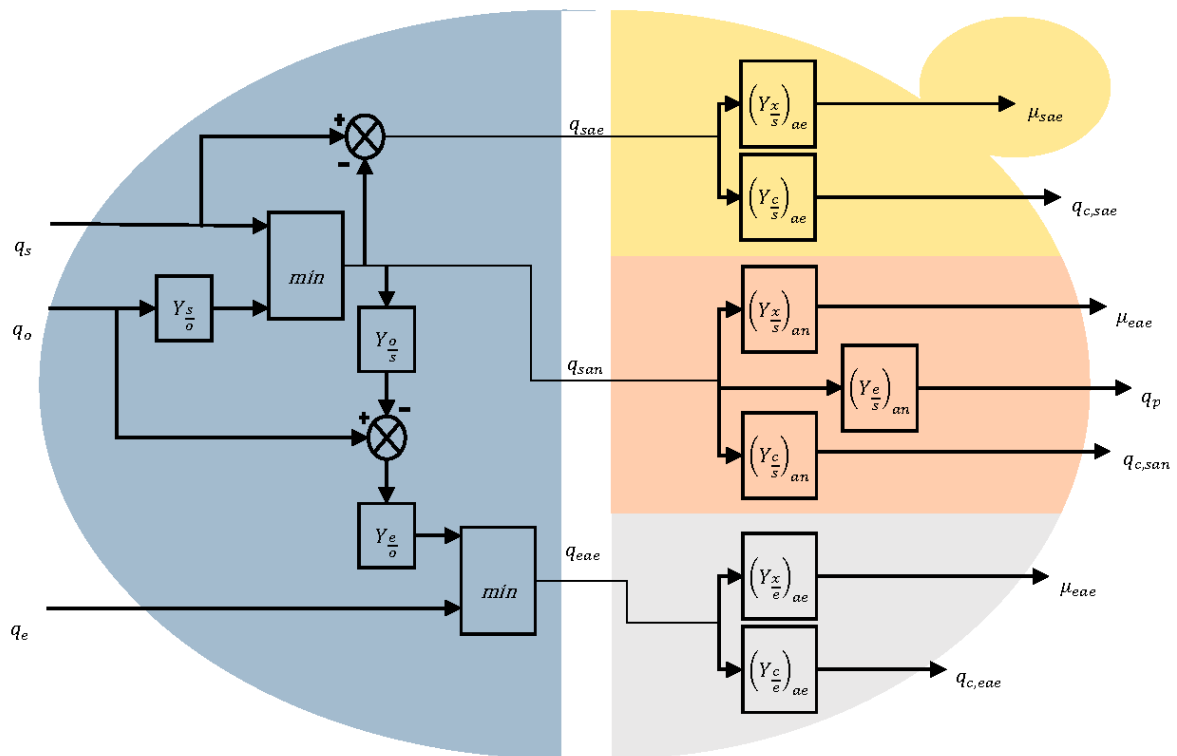 +
-
q_sae
(Y_x/s)_ae
μ_sae
(Y_c/s)_ae
q_c,sae
q_s
min
q_o
Y_s/o
Y_o/s
q_san
(Y_x/s)_an
μ_eae
(Y_e/s)_an
q_p
+
-
(Y_c/s)_an
q_c,san
Y_e/o
q_e
min
q_eae
(Y_x/e)_ae
μ_eae
(Y_c/e)_ae
q_c,eae